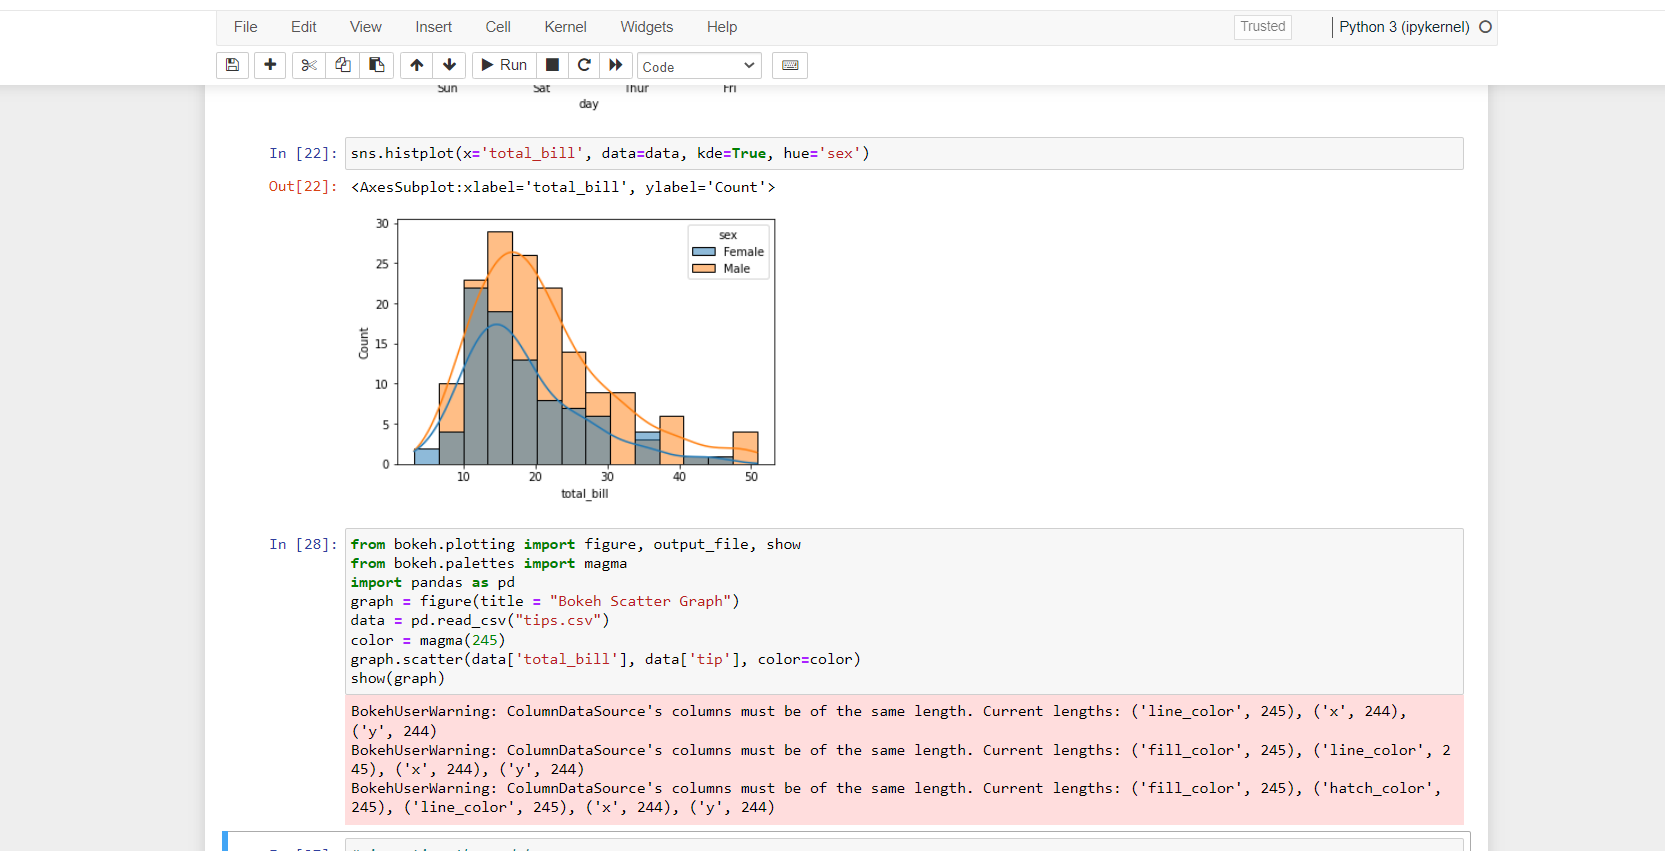 File Edit View Insert Cell Kernel Widgets Help Trusted Python 3 (ipykernel)
Run Code
Sun Sat Thur Fri
day
In [22]: sns.histplot(x='total_bill', data=data, kde=True, hue='sex')
Out[22]: <AxesSubplot:xlabel='total_bill', ylabel='Count'>
30
25
20
15
10
5
0
Count
sex
Female
Male
10 20 30 40 50
total_bill
In [28]: from bokeh.plotting import figure, output_file, show
from bokeh.palettes import magma
import pandas as pd
graph = figure(title = "Bokeh Scatter Graph")
data = pd.read_csv("tips.csv")
color = magma(245)
graph.scatter(data['total_bill'], data['tip'], color=color)
show(graph)
BokehUserWarning: ColumnDataSource's columns must be of the same length. Current lengths: ('line_color', 245), ('x', 244),
('y', 244)
BokehUserWarning: ColumnDataSource's columns must be of the same length. Current lengths: ('fill_color', 245), ('line_color', 2
45), ('x', 244), ('y', 244)
BokehUserWarning: ColumnDataSource's columns must be of the same length. Current lengths: ('fill_color', 245), ('hatch_color',
245), ('line_color', 245), ('x', 244), ('y', 244)